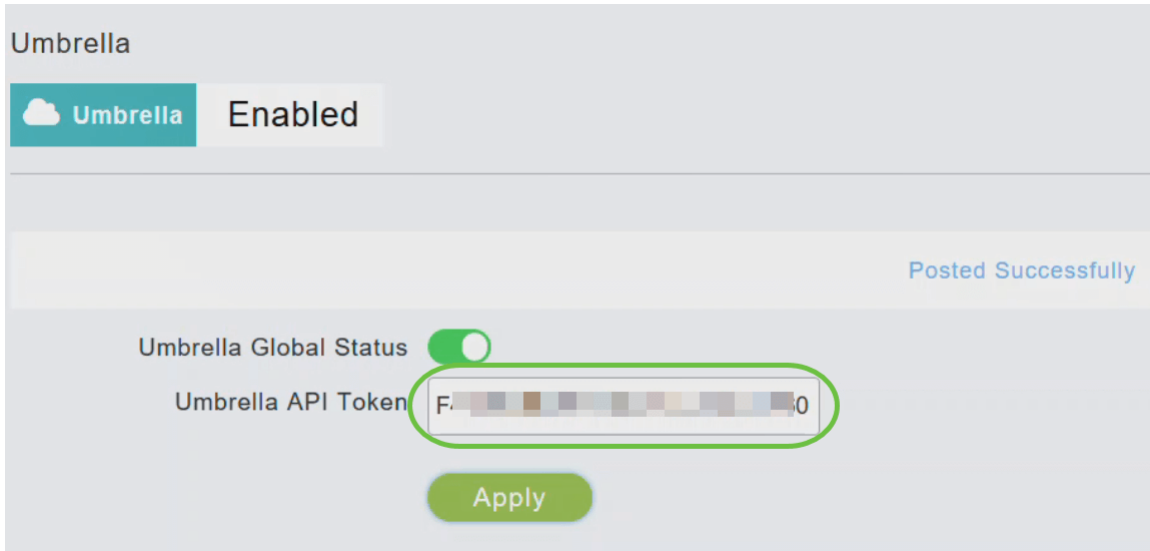 Umbrella
Umbrella Enabled
Posted Successfully
Umbrella Global Status
Umbrella API Token
Apply